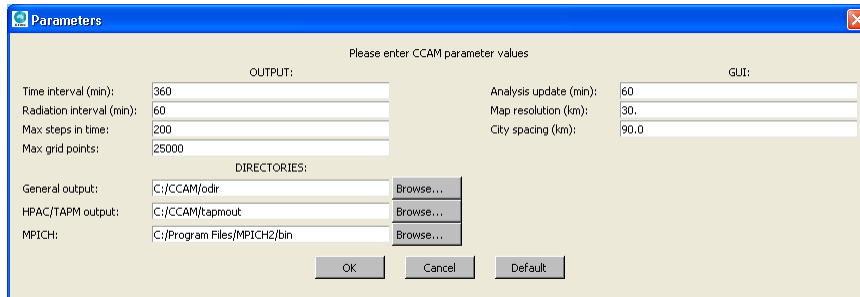 Parameters
Please enter CCAM parameter values
OUTPUT:
GUI:
Time interval (min): 360
Analysis update (min): 60
Radiation interval (min): 60
Map resolution (km): 30.
Max steps in time: 200
City spacing (km): 90.0
Max grid points: 25000
DIRECTORIES:
General output: C:/CCAM/odir Browse...
HPAC/TAPM output: C:/CCAM/tapmout Browse...
MPICH: C:/Program Files/MPICH2/bin Browse...
OK Cancel Default